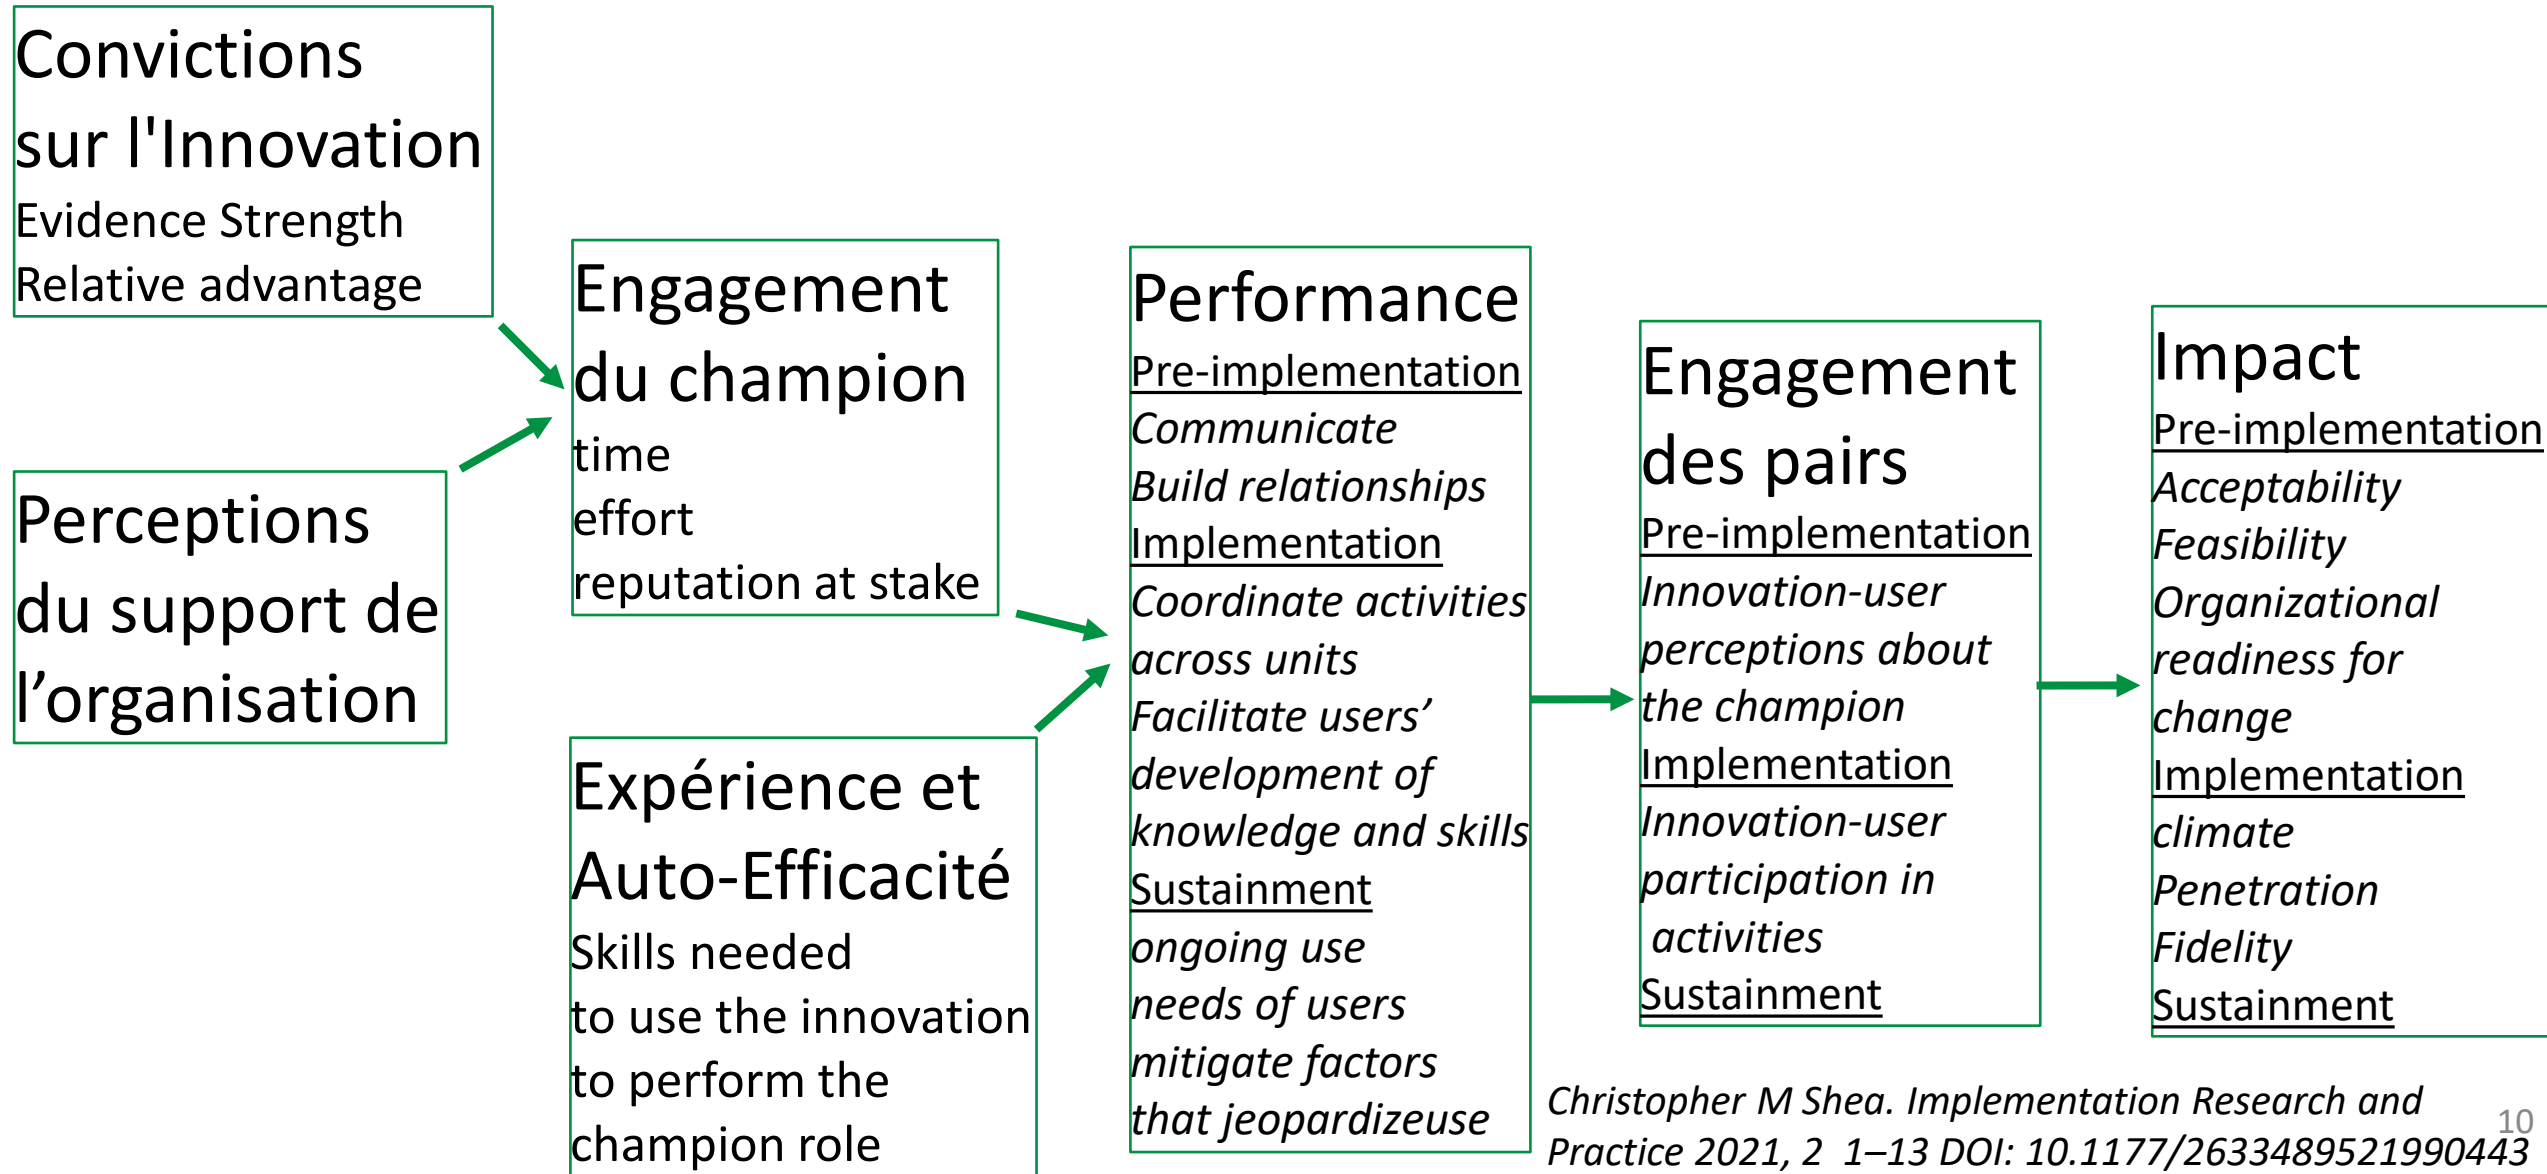 Convictions
sur l'Innovation
Evidence Strength
Relative advantage
Perceptions
du support de
l’organisation
Engagement
du champion
time
effort
reputation at stake
Expérience et
Auto-Efficacité
Skills needed
to use the innovation
to perform the
champion role
Performance
Pre-implementation
Communicate
Build relationships
Implementation
Coordinate activities
across units
Facilitate users’
development of
knowledge and skills
Sustainment
ongoing use
needs of users
mitigate factors
that jeopardizeuse
Engagement
des pairs
Pre-implementation
Innovation-user
perceptions about
the champion
Implementation
Innovation-user
participation in
activities
Sustainment
Impact
Pre-implementation
Acceptability
Feasibility
Organizational
readiness for
change
Implementation
climate
Penetration
Fidelity
Sustainment
Christopher M Shea. Implementation Research and
Practice 2021, 2 1–13 DOI: 10.1177/2633489521990443
10